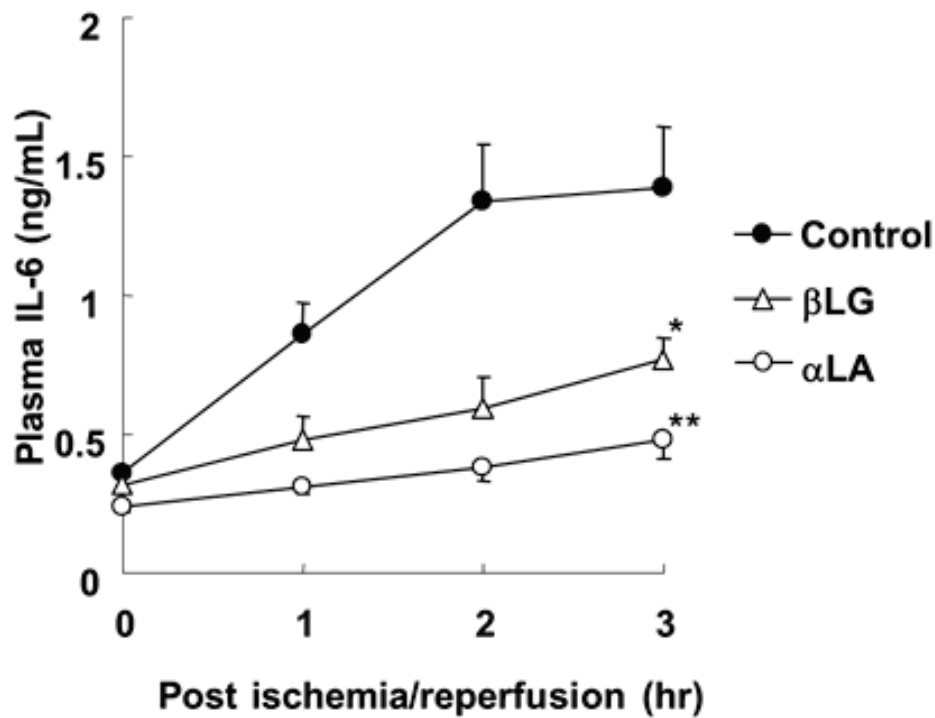 Plasma IL-6 (ng/mL)
2
1.5
1
0.5
0
0 1 2 3
Post ischemia/reperfusion (hr)
Control
βLG
αLA
*
**